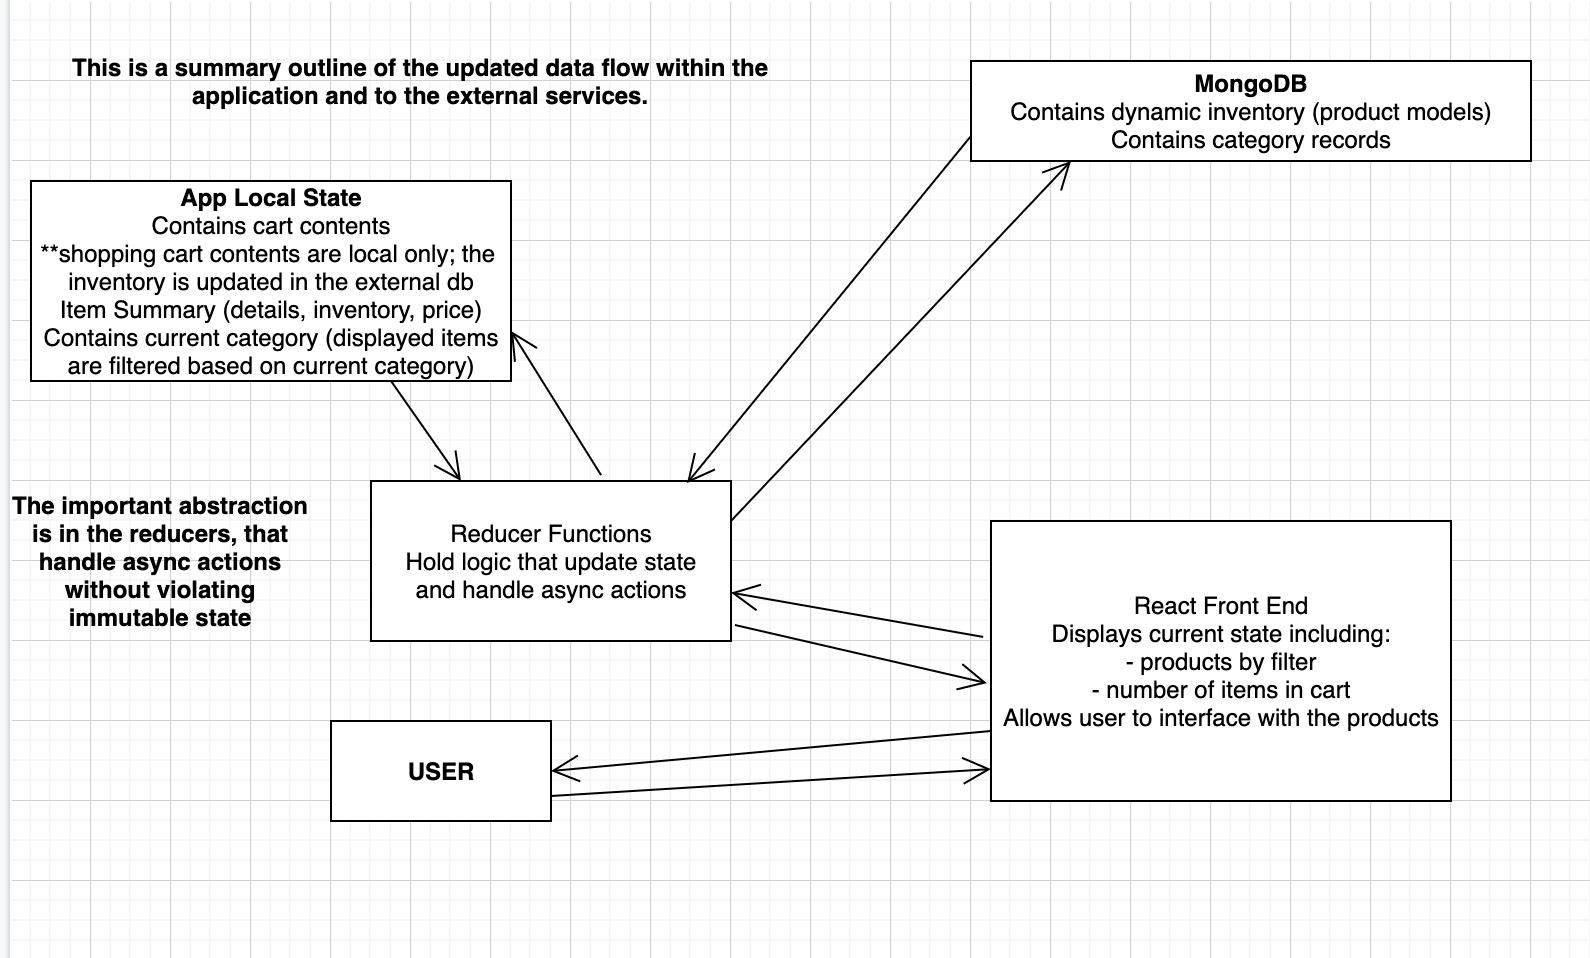 This is a summary outline of the updated data flow within the
application and to the external services.
MongoDB
Contains dynamic inventory (product models)
Contains category records
App Local State
Contains cart contents
**shopping cart contents are local only; the
inventory is updated in the external db
Item Summary (details, inventory, price)
Contains current category (displayed items
are filtered based on current category)
The important abstraction
is in the reducers, that
handle async actions
without violating
immutable state
Reducer Functions
Hold logic that update state
and handle async actions
React Front End
Displays current state including:
- products by filter
- number of items in cart
Allows user to interface with the products
USER